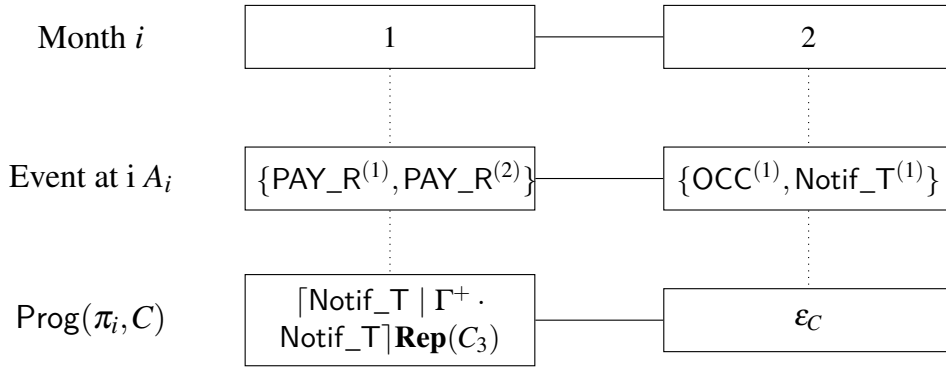 Month i 1 2
Event at i A_i {PAY_R^(1), PAY_R^(2)} {OCC^(1), Notif_T^(1)}
⌈Notif_T | Γ^+ ·
Prog(π_i, C) Notif_T⌉Rep(C_3) ε_C